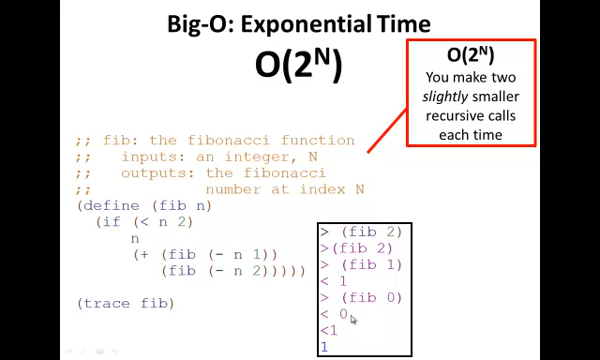 Big-O: Exponential Time
O(2^N)
O(2^N)
You make two
slightly smaller
recursive calls
each time
;; fib: the fibonacci function
;; inputs: an integer, N
;; outputs: the fibonacci
;; number at index N
(define (fib n)
(if (< n 2)
n
(+ (fib (- n 1))
(fib (- n 2)))))
(trace fib)
> (fib 2)
>(fib 2)
> (fib 1)
< 1
> (fib 0)
< 0
<1
1